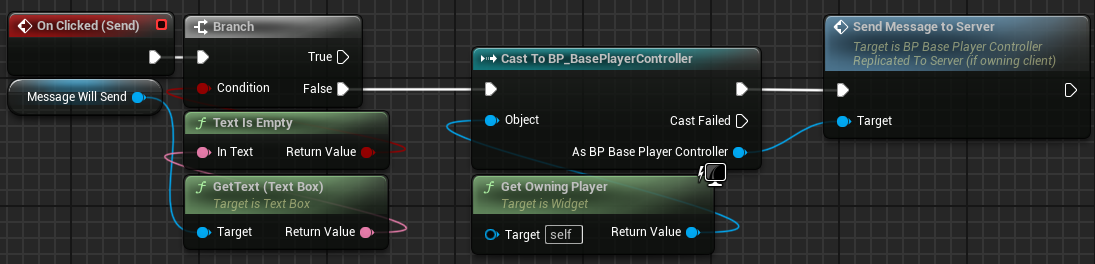 On Clicked (Send)
Message Will Send
Branch
True
Condition
False
Text Is Empty
In Text
Return Value
GetText (Text Box)
Target is Text Box
Target
Return Value
Cast To BP_BasePlayerController
Object
Cast Failed
As BP Base Player Controller
Get Owning Player
Target is Widget
Target
self
Return Value
Send Message to Server
Target is BP Base Player Controller
Replicated To Server (if owning client)
Target